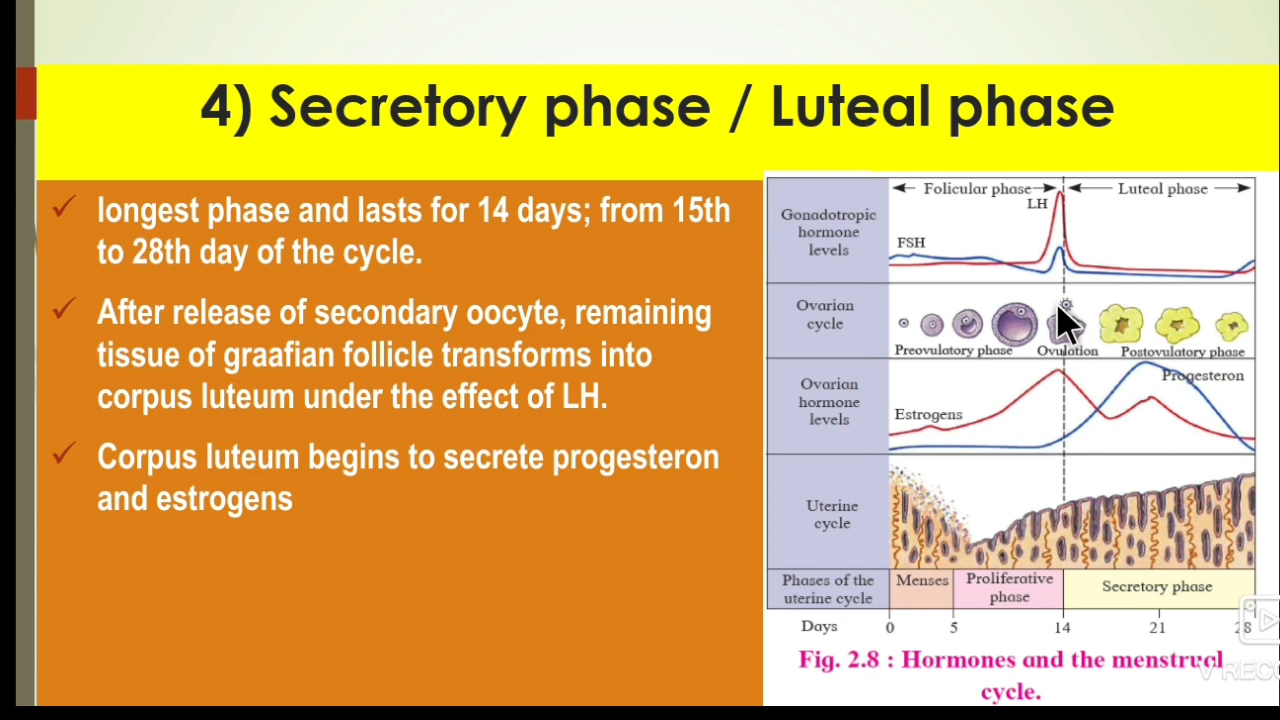 4) Secretory phase / Luteal phase
longest phase and lasts for 14 days; from 15th
to 28th day of the cycle.
After release of secondary oocyte, remaining
tissue of graafian follicle transforms into
corpus luteum under the effect of LH.
Corpus luteum begins to secrete progesteron
and estrogens
Folicular phase
Luteal phase
Gonadotropic
hormone
levels
LH
FSH
Ovarian
cycle
Preovulatory phase
Ovulation
Postovulatory phase
Ovarian
hormone
levels
Estrogens
Progesteron
Uterine
cycle
Phases of the
uterine cycle
Menses
Proliferative
phase
Secretory phase
Days
0
5
14
21
28
Fig. 2.8 : Hormones and the menstrual
cycle.